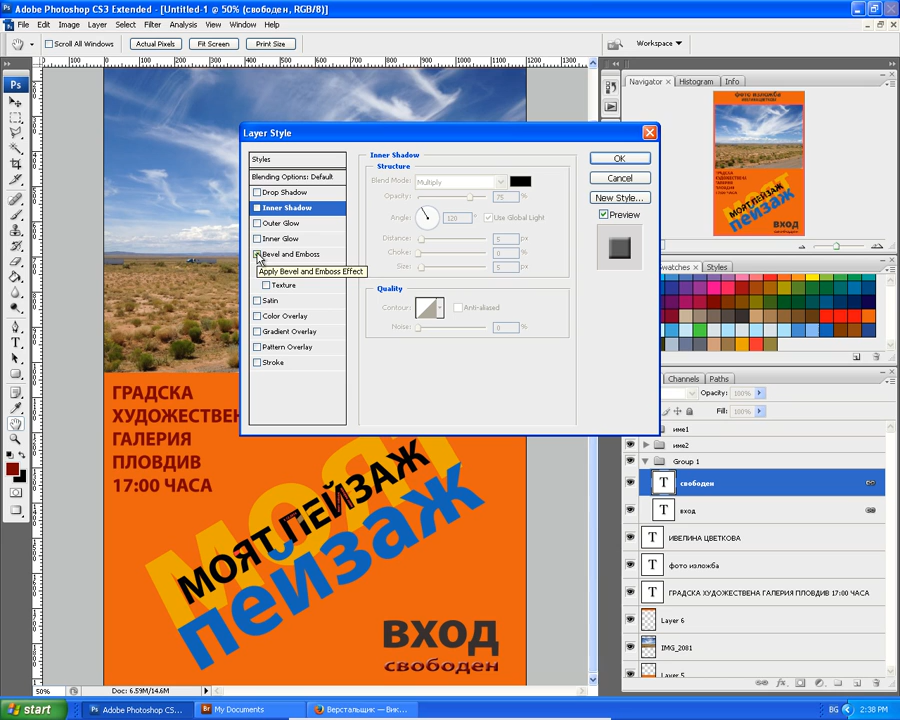 Adobe Photoshop CS3 Extended - [Untitled-1 @ 50% (свободен, RGB/8)]
File Edit Image Layer Select Filter Analysis View Window Help
Scroll All Windows Actual Pixels Fit Screen Print Size Workspace
Navigator Histogram Info
Layer Style
Styles
Blending Options: Default
Drop Shadow
Inner Shadow
Outer Glow
Inner Glow
Bevel and Emboss
Apply Bevel and Emboss Effect
Texture
Satin
Color Overlay
Gradient Overlay
Pattern Overlay
Stroke
Inner Shadow
Structure
Blend Mode: Multiply
Opacity: 75 %
Angle: 120 ° Use Global Light
Distance: 5 px
Choke: 0 %
Size: 5 px
Quality
Contour: Anti-aliased
Noise: 0 %
OK
Cancel
New Style...
Preview
watches Styles
Channels Paths
Opacity: 100%
Fill: 100%
име1
име2
Group 1
свободен
вход
ИВЕЛИНА ЦВЕТКОВА
фото изложба
ГРАДСКА ХУДОЖЕСТВЕНА ГАЛЕРИЯ ПЛОВДИВ 17:00 ЧАСА
Layer 6
IMG_2081
Layer 5
ГРАДСКА
ХУДОЖЕСТВЕН
ГАЛЕРИЯ
ПЛОВДИВ
17:00 ЧАСА
МОЯТ
МОЯТ ПЕЙЗАЖ
пейзаж
вход
свободен
50% Doc: 6.59M/14.6M
start Adobe Photoshop CS... My Documents Верстальщик — Вик... BG 2:38 PM